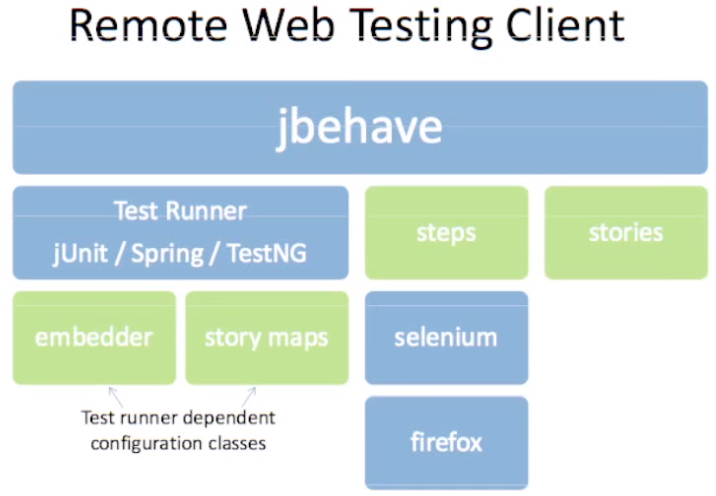 Remote Web Testing Client
jbehave
Test Runner
jUnit / Spring / TestNG
steps
stories
embedder
story maps
selenium
Test runner dependent
configuration classes
firefox